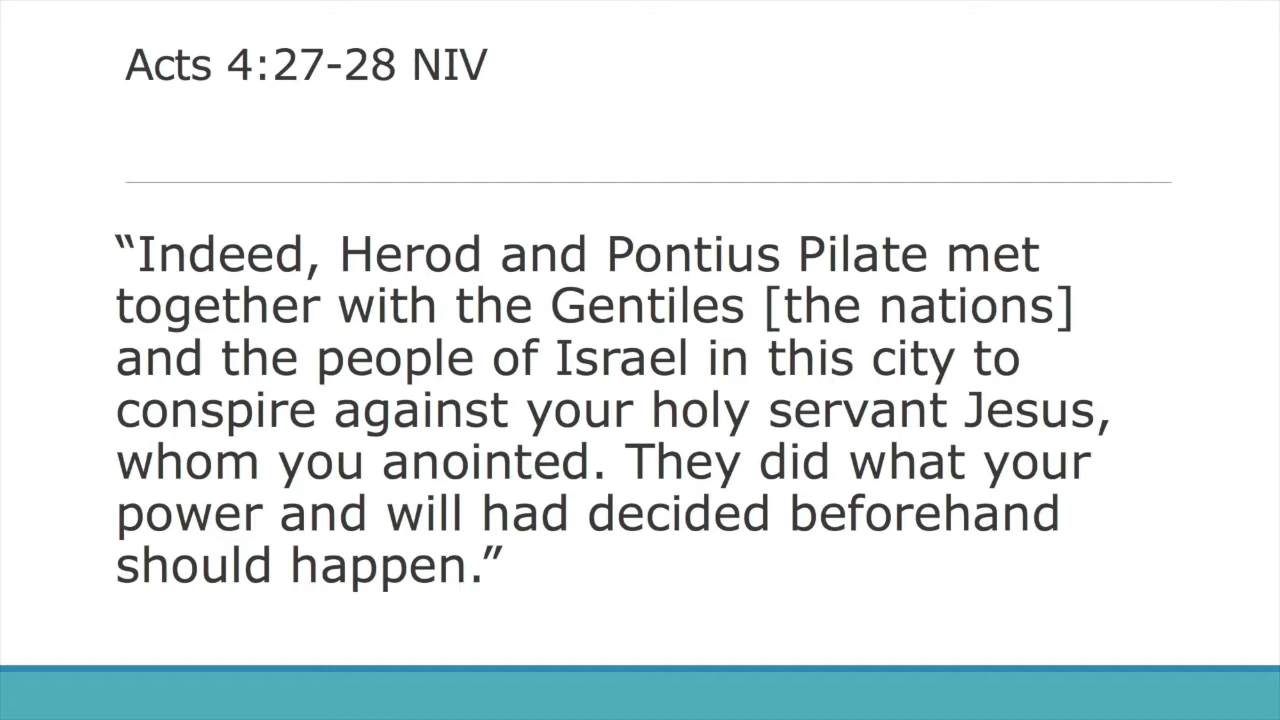 Acts 4:27-28 NIV
“Indeed, Herod and Pontius Pilate met
together with the Gentiles [the nations]
and the people of Israel in this city to
conspire against your holy servant Jesus,
whom you anointed. They did what your
power and will had decided beforehand
should happen.”